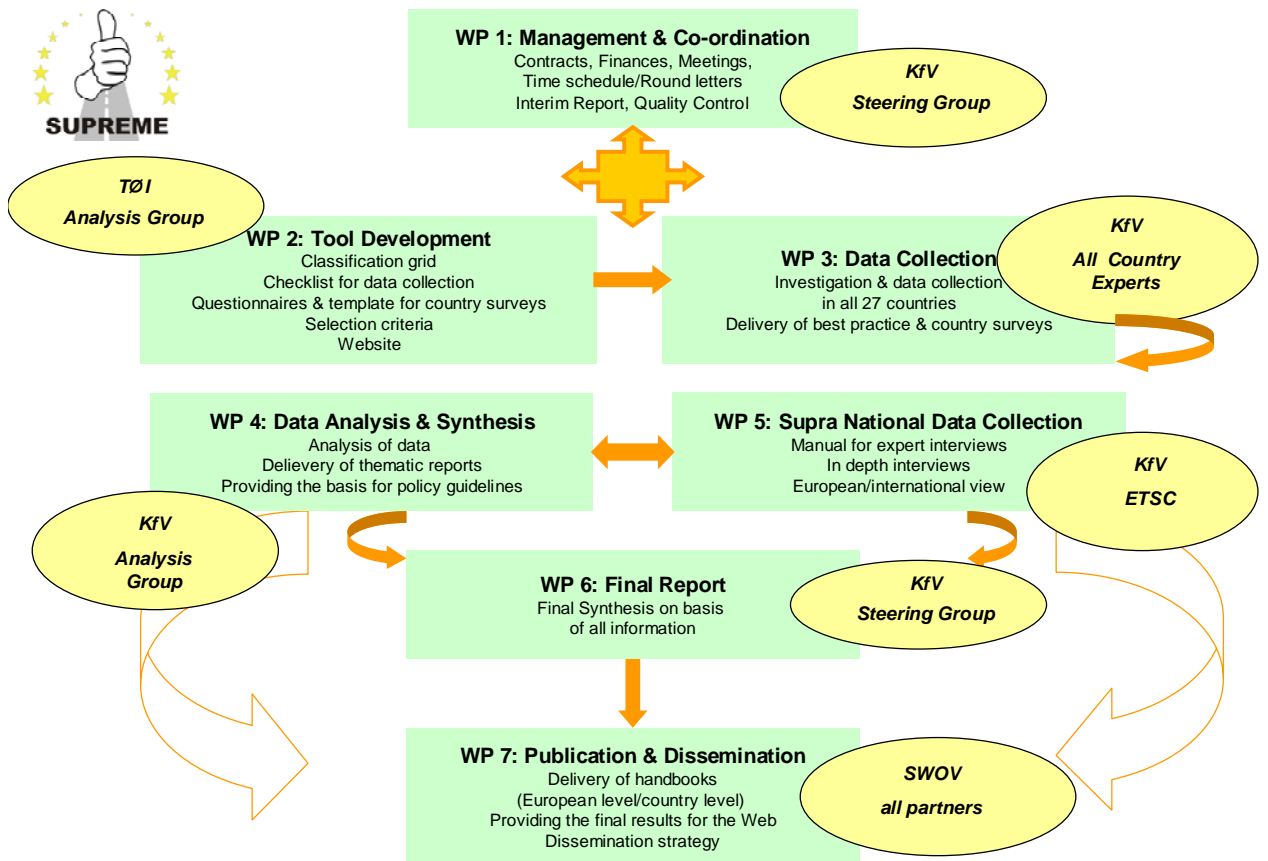 SUPREME
WP 1: Management & Co-ordination
Contracts, Finances, Meetings,
Time schedule/Round letters
Interim Report, Quality Control
KfV
Steering Group
TØI
Analysis Group
WP 2: Tool Development
Classification grid
Checklist for data collection
Questionnaires & template for country surveys
Selection criteria
Website
WP 3: Data Collection
Investigation & data collection
in all 27 countries
Delivery of best practice & country surveys
KfV
All Country
Experts
WP 4: Data Analysis & Synthesis
Analysis of data
Delievery of thematic reports
Providing the basis for policy guidelines
KfV
Analysis
Group
WP 5: Supra National Data Collection
Manual for expert interviews
In depth interviews
European/international view
KfV
ETSC
WP 6: Final Report
Final Synthesis on basis
of all information
KfV
Steering Group
WP 7: Publication & Dissemination
Delivery of handbooks
(European level/country level)
Providing the final results for the Web
Dissemination strategy
SWOV
all partners